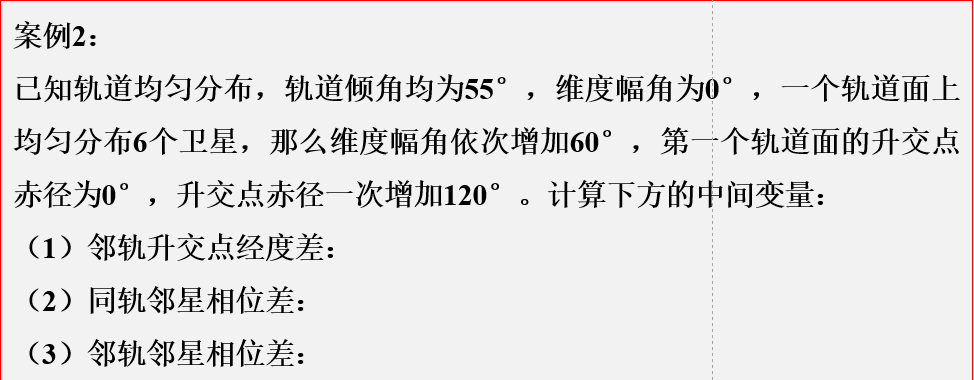 案例2：
已知轨道均匀分布，轨道倾角均为55°，维度幅角为0°，一个轨道面上
均匀分布6个卫星，那么维度幅角依次增加60°，第一个轨道面的升交点
赤径为0°，升交点赤径一次增加120°。计算下方的中间变量：
（1）邻轨升交点经度差：
（2）同轨邻星相位差：
（3）邻轨邻星相位差：